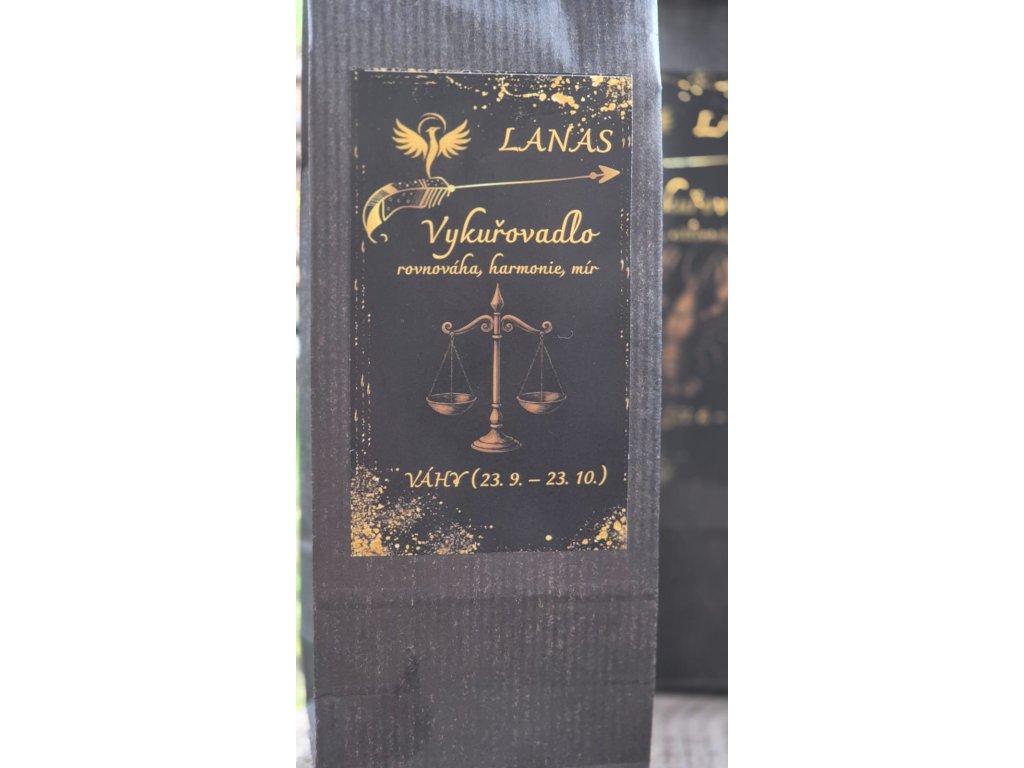 LANAS
Vykuřovadlo
rovnováha, harmonie, mír
VÁHY (23. 9. – 23. 10.)